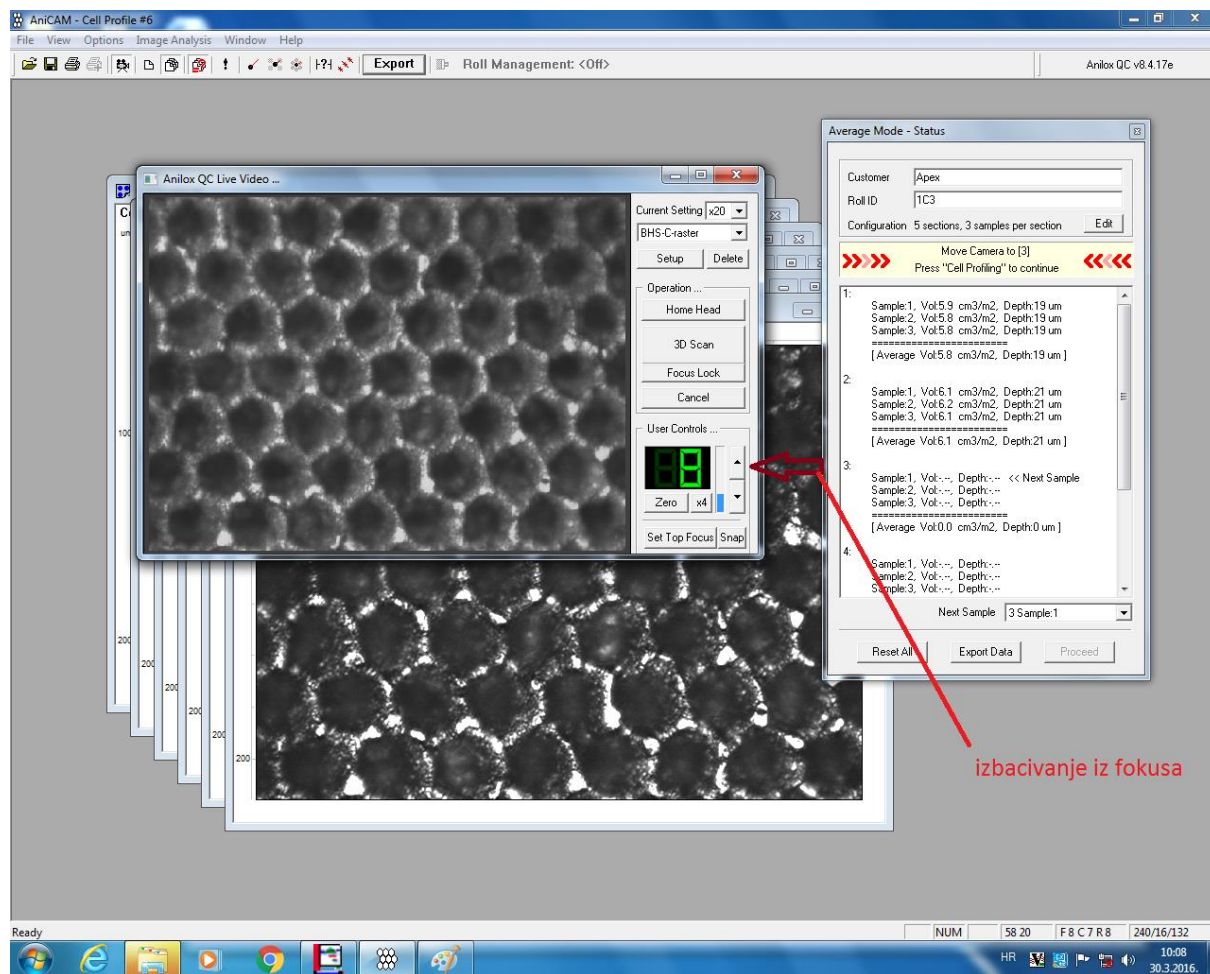 AniCAM - Cell Profile #6
File View Options Image Analysis Window Help
Export Roll Management: <Off> Anilox QC v8.4.17e
Average Mode - Status
Customer Apex
Roll ID 1C3
Configuration 5 sections, 3 samples per section Edit
Move Camera to [3]
Press "Cell Profiling" to continue
1:
Sample:1, Vol:5.9 cm3/m2, Depth:19 um
Sample:2, Vol:5.8 cm3/m2, Depth:19 um
Sample:3, Vol:5.8 cm3/m2, Depth:19 um
========================
[ Average Vol:5.8 cm3/m2, Depth:19 um ]
2:
Sample:1, Vol:6.1 cm3/m2, Depth:21 um
Sample:2, Vol:6.2 cm3/m2, Depth:21 um
Sample:3, Vol:6.1 cm3/m2, Depth:21 um
========================
[ Average Vol:6.1 cm3/m2, Depth:21 um ]
3:
Sample:1, Vol:-.--, Depth:-.-- << Next Sample
Sample:2, Vol:-.--, Depth:-.--
Sample:3, Vol:-.--, Depth:-.--
========================
[ Average Vol:0.0 cm3/m2, Depth:0 um ]
4:
Sample:1, Vol:-.--, Depth:-.--
Sample:2, Vol:-.--, Depth:-.--
Sample:3, Vol:-.--, Depth:-.--
Next Sample 3 Sample:1
Reset All Export Data Proceed
Anilox QC Live Video ...
Current Setting x20
BHS-C-raster
Setup Delete
Operation ...
Home Head
3D Scan
Focus Lock
Cancel
User Controls ...
Zero x4
Set Top Focus Snap
100
200
200
200
200
200
200
izbacivanje iz fokusa
Ready NUM 58 20 F 8 C 7 R 8 240/16/132
HR 10:08
30.3.2016.